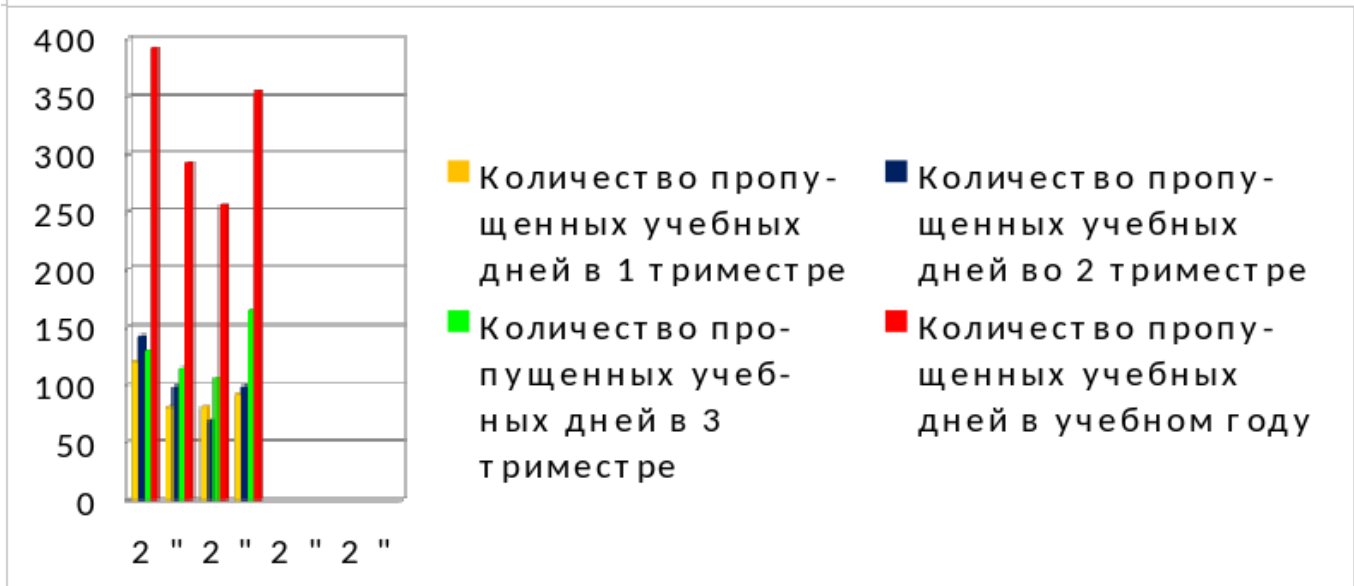 400
350
300
250
200
150
100
50
0
2 " 2 " 2 " 2 "
Количество пропу-
щенных учебных
дней в 1 триместре
Количество пропу-
щенных учебных
дней во 2 триместре
Количество про-
пущенных учеб-
ных дней в 3
триместре
Количество пропу-
щенных учебных
дней в учебном году